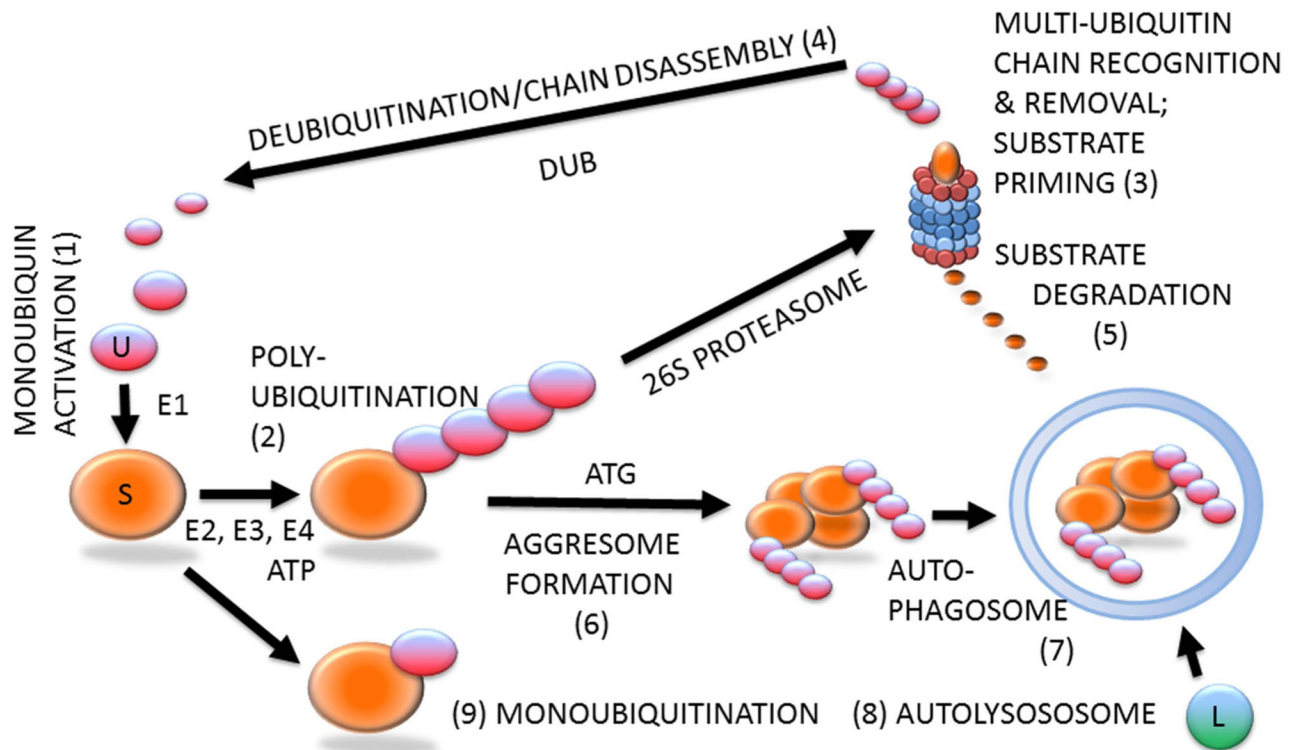 MULTI-UBIQUITIN
CHAIN RECOGNITION
& REMOVAL;
SUBSTRATE
PRIMING (3)
DEUBIQUITINATION/CHAIN DISASSEMBLY (4)
DUB
MONOUBIQUIN
ACTIVATION (1)
U
E1
S
POLY-
UBIQUITINATION
(2)
E2, E3, E4
ATP
26S PROTEASOME
SUBSTRATE
DEGRADATION
(5)
ATG
AGGRESOME
FORMATION
(6)
AUTO-
PHAGOSOME
(7)
(9) MONOUBIQUITINATION
(8) AUTOLYSOSOSOME
L